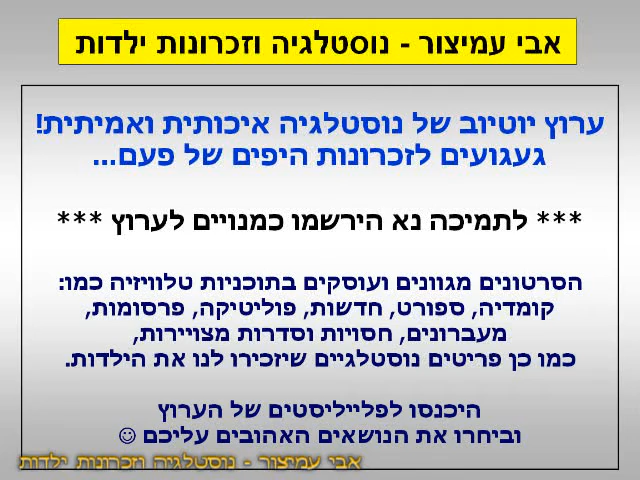 אבי עמיצור - נוסטלגיה וזכרונות ילדות
ערוץ יוטיוב של נוסטלגיה איכותית ואמיתית!
געגועים לזכרונות היפים של פעם...
*** לתמיכה נא הירשמו כמנויים לערוץ ***
הסרטונים מגוונים ועוסקים בתוכניות טלוויזיה כמו:
קומדיה, ספורט, חדשות, פוליטיקה, פרסומות,
מעברונים, חסויות וסדרות מצויירות,
כמו כן פריטים נוסטלגיים שיזכירו לנו את הילדות.
היכנסו לפלייליסטים של הערוץ
וביחרו את הנושאים האהובים עליכם ☺
אבי עמיצור - נוסטלגיה וזכרונות ילדות